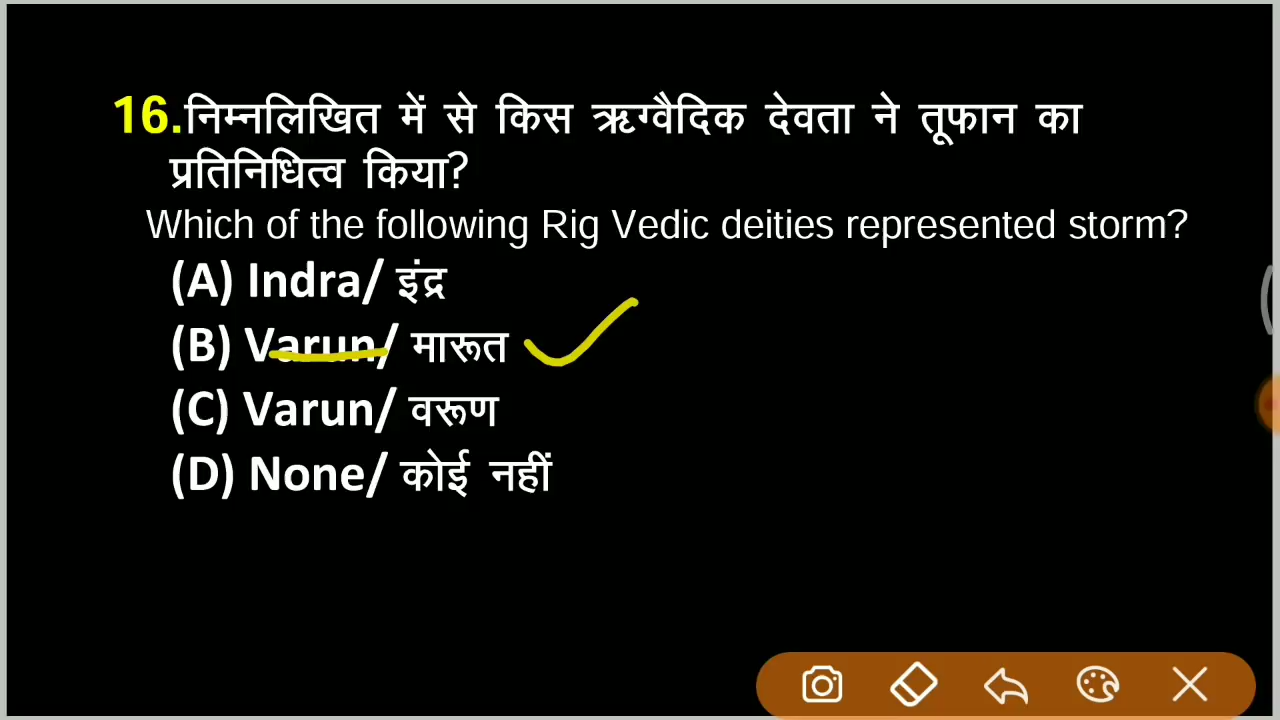 16.निम्नलिखित में से किस ऋग्वैदिक देवता ने तूफान का
प्रतिनिधित्व किया?
Which of the following Rig Vedic deities represented storm?
(A) Indra/ इंद्र
(B) Varun/ मारूत
(C) Varun/ वरूण
(D) None/ कोई नहीं